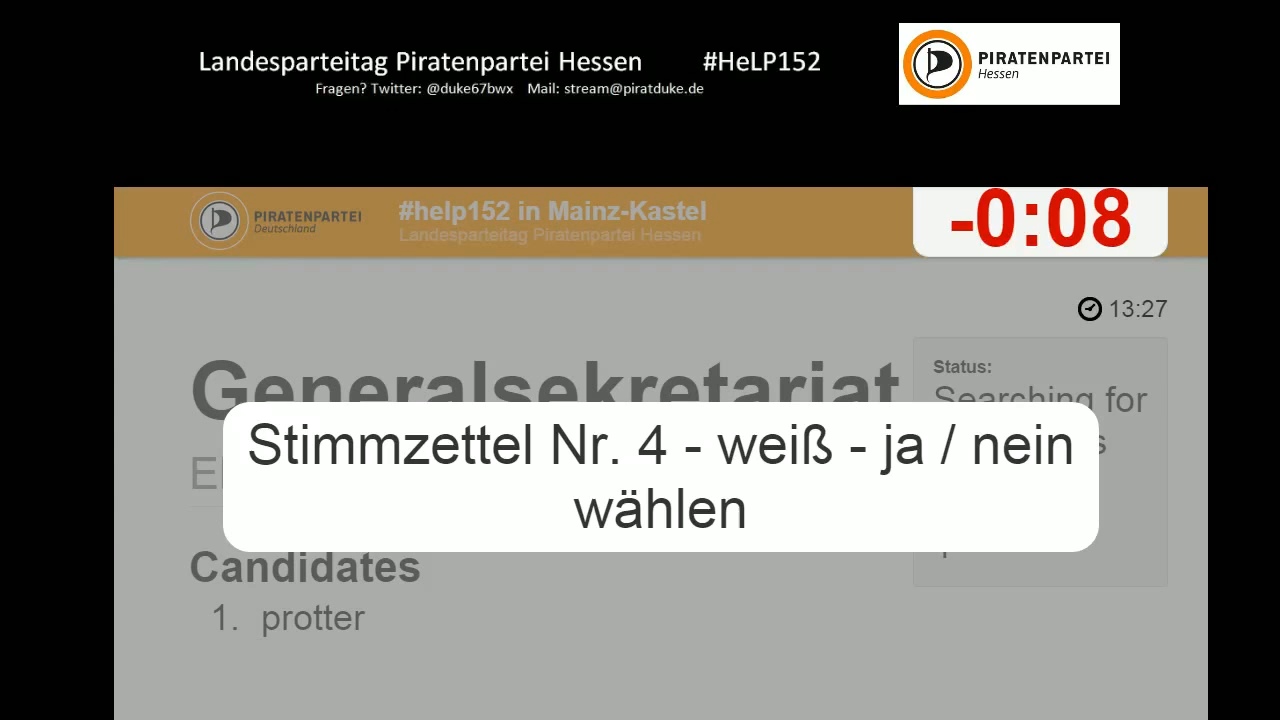 Landesparteitag Piratenpartei Hessen #HeLP152
Fragen? Twitter: @duke67bwx Mail: stream@piratduke.de
PIRATENPARTEI
Hessen
PIRATENPARTEI
Deutschland
#help152 in Mainz-Kastel
Landesparteitag Piratenpartei Hessen
-0:08
13:27
Generalsekretariat
Status:
Searching for
Stimmzettel Nr. 4 - weiß - ja / nein
wählen
Candidates
1. protter